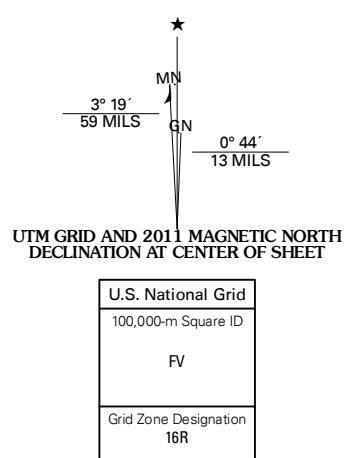 ★
MN
3° 19´
59 MILS
GN
0° 44´
13 MILS
UTM GRID AND 2011 MAGNETIC NORTH
DECLINATION AT CENTER OF SHEET
U.S. National Grid
100,000-m Square ID
FV
Grid Zone Designation
16R